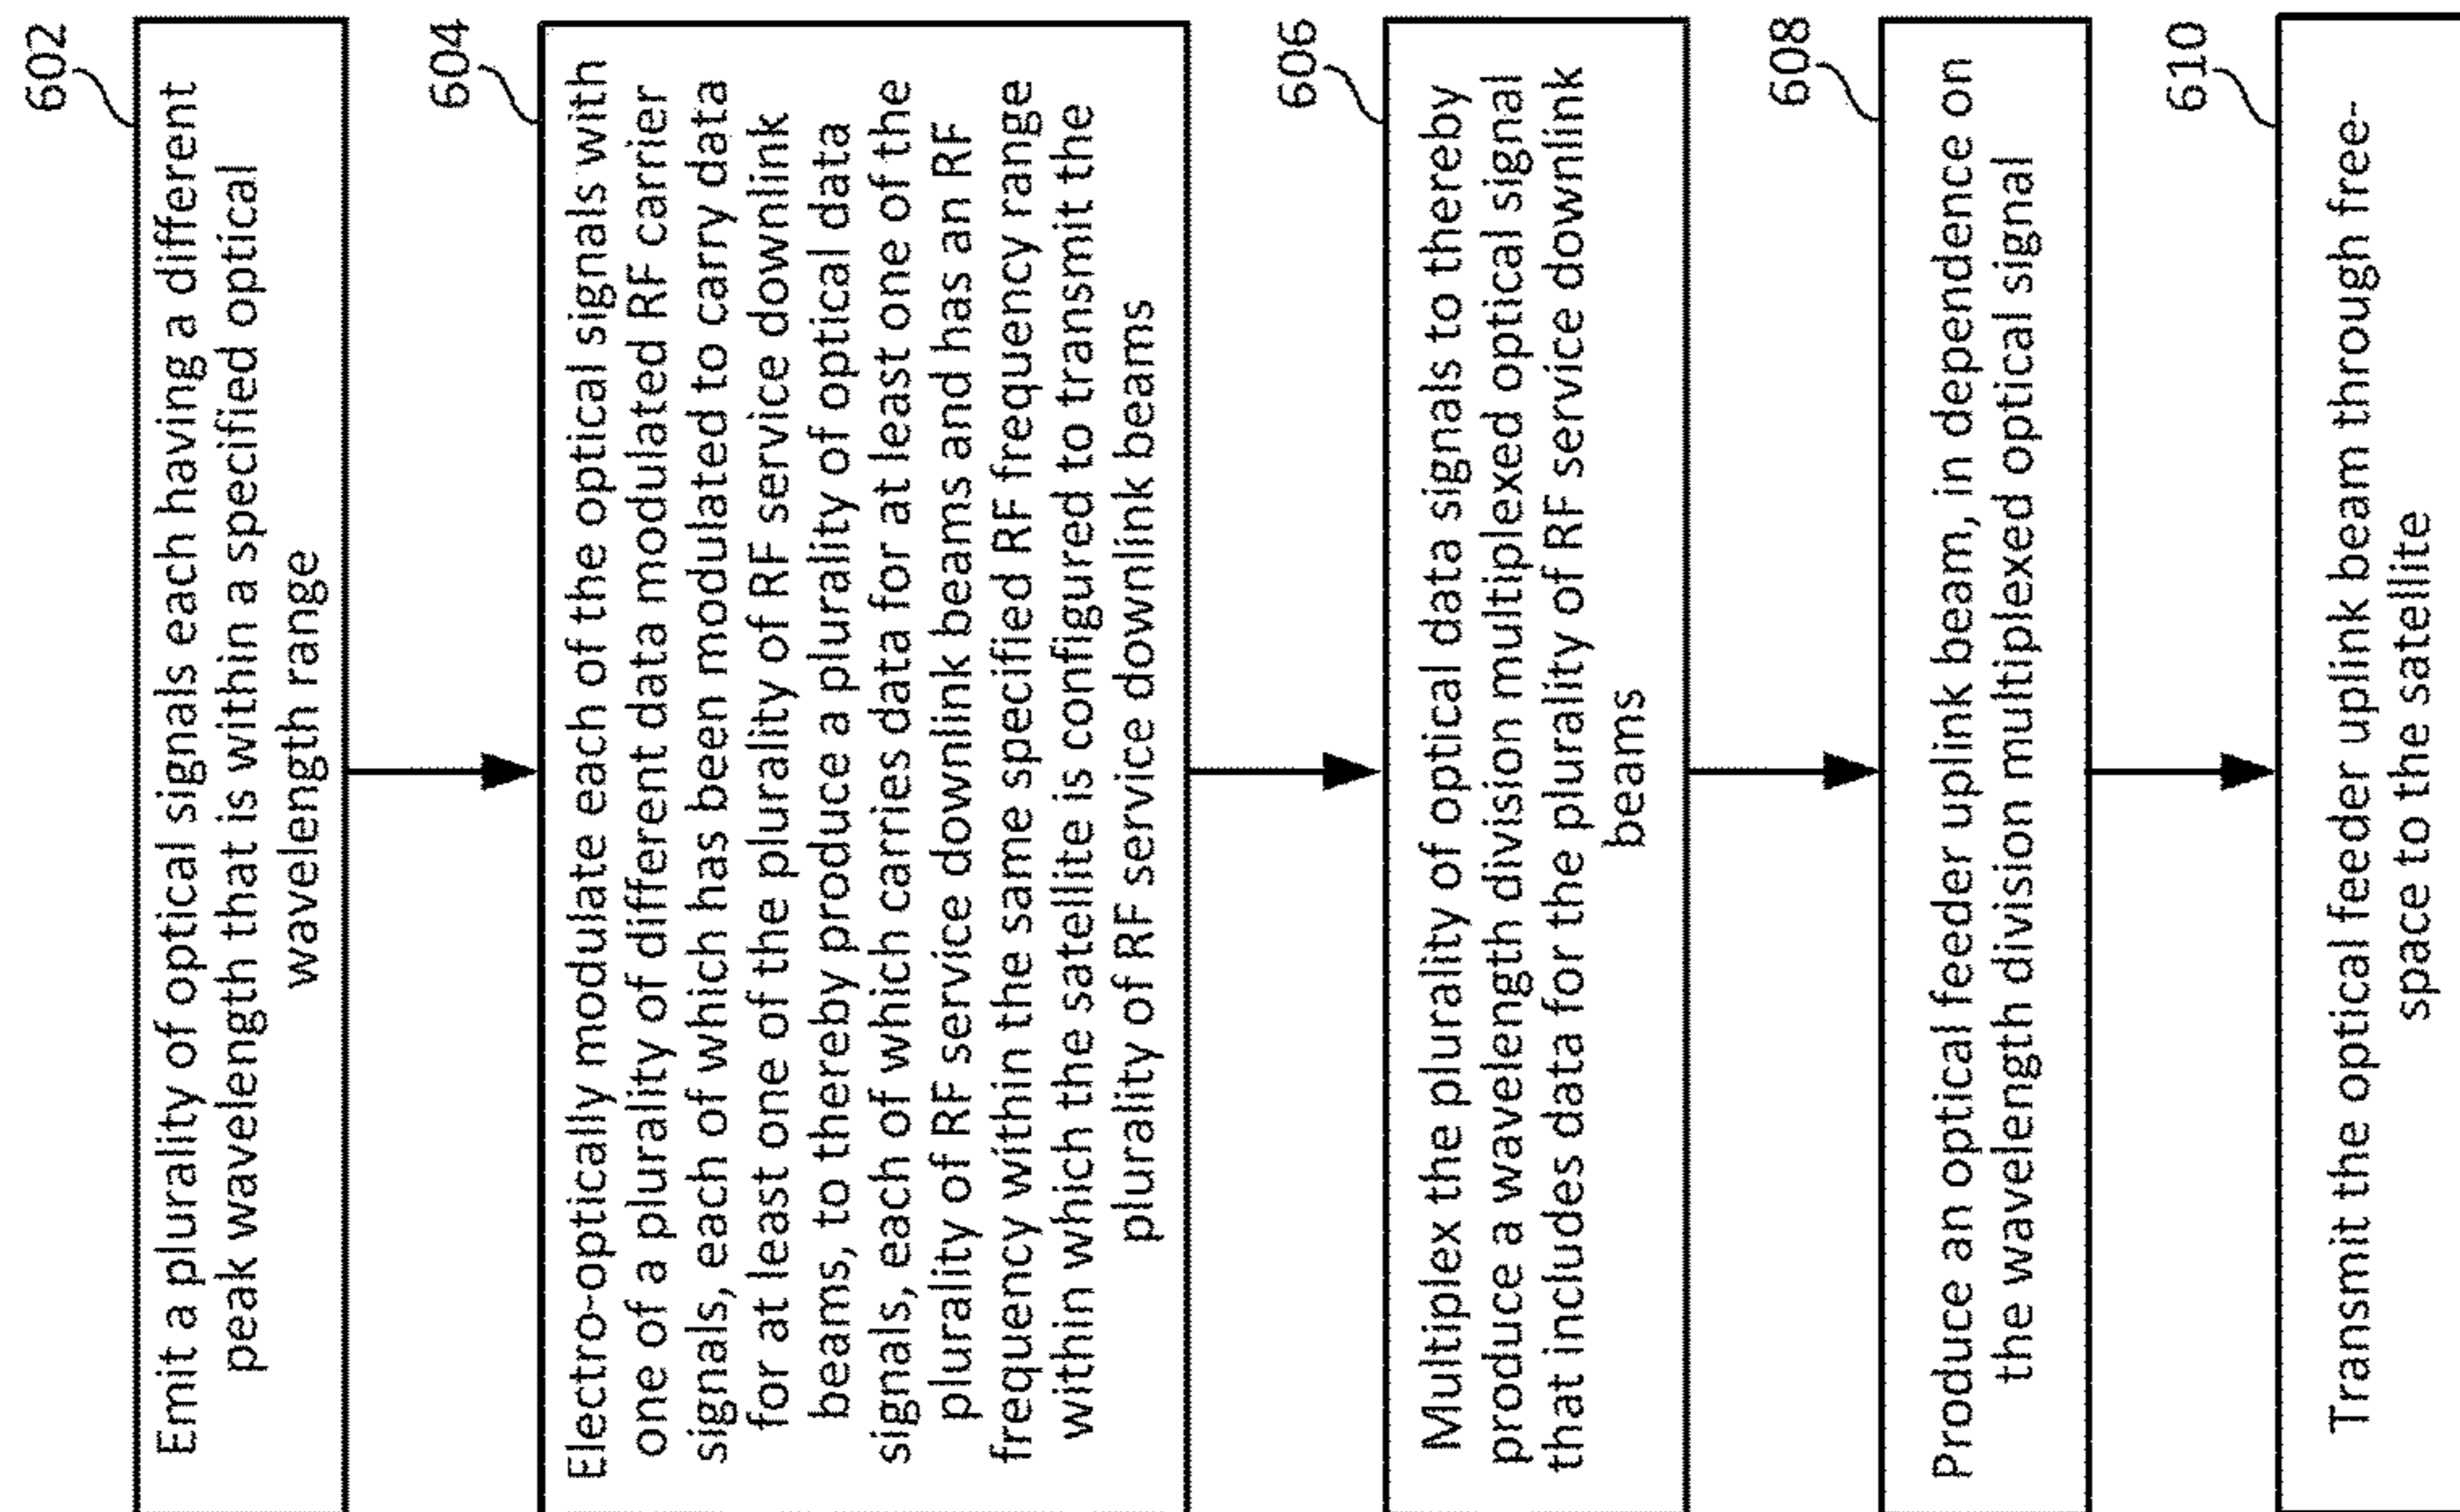 602
Emit a plurality of optical signals each having a different
peak wavelength that is within a specified optical
wavelength range
604
Electro-optically modulate each of the optical signals with
one of a plurality of different data modulated RF carrier
signals, each of which has been modulated to carry data
for at least one of the plurality of RF service downlink
beams, to thereby produce a plurality of optical data
signals, each of which carries data for at least one of the
plurality of RF service downlink beams and has an RF
frequency within the same specified RF frequency range
within which the satellite is configured to transmit the
plurality of RF service downlink beams
606
Multiplex the plurality of optical data signals to thereby
produce a wavelength division multiplexed optical signal
that includes data for the plurality of RF service downlink
beams
608
Produce an optical feeder uplink beam, in dependence on
the wavelength division multiplexed optical signal
610
Transmit the optical feeder uplink beam through free-
space to the satellite